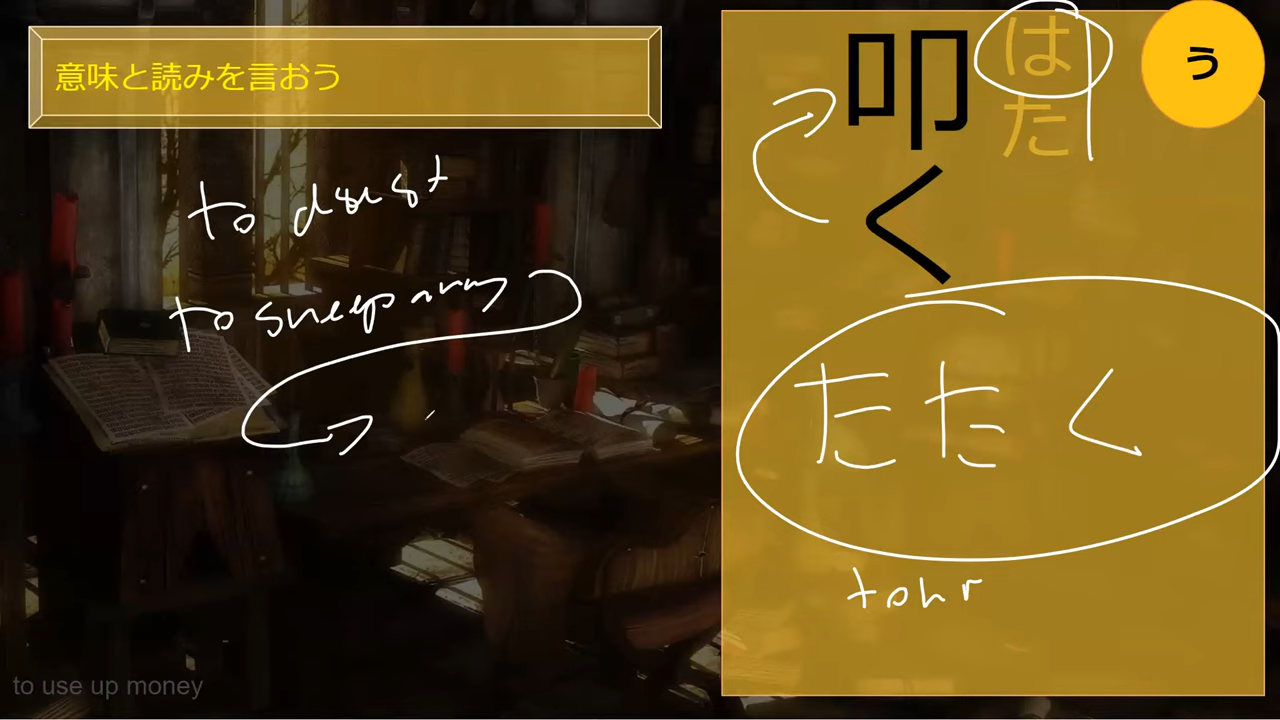 意味と読みを言おう
叩く
はた
う
to dust
to sweep away
たたく
to use up money